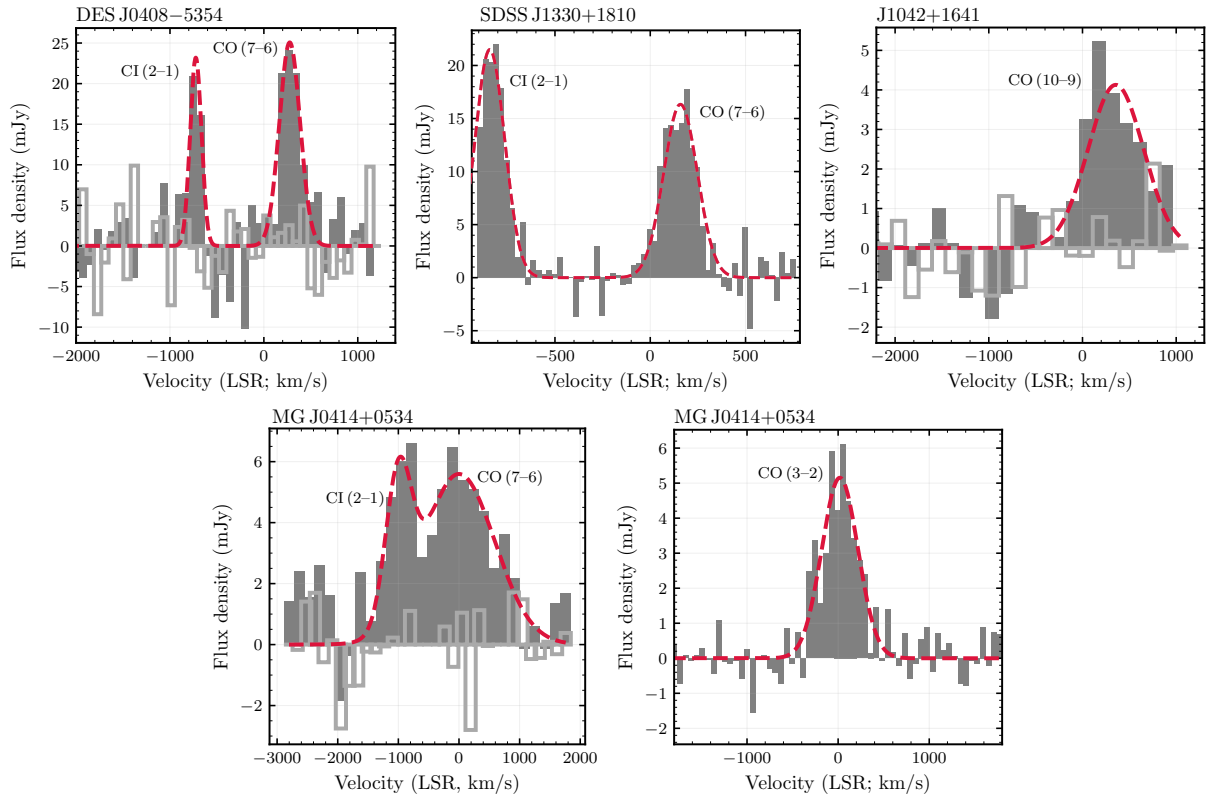 DES J0408−5354
CI (2–1)
CO (7–6)
Flux density (mJy)
25
20
15
10
5
0
−5
−10
−2000
−1000
0
1000
Velocity (LSR; km/s)
SDSS J1330+1810
CI (2–1)
CO (7–6)
Flux density (mJy)
20
15
10
5
0
−5
−500
0
500
Velocity (LSR; km/s)
J1042+1641
CO (10–9)
Flux density (mJy)
5
4
3
2
1
0
−1
−2
−2000
−1000
0
1000
Velocity (LSR; km/s)
MG J0414+0534
CI (2–1)
CO (7–6)
Flux density (mJy)
6
4
2
0
−2
−3000
−2000
−1000
0
1000
2000
Velocity (LSR, km/s)
MG J0414+0534
CO (3–2)
Flux density (mJy)
6
5
4
3
2
1
0
−1
−2
−1000
0
1000
Velocity (LSR; km/s)